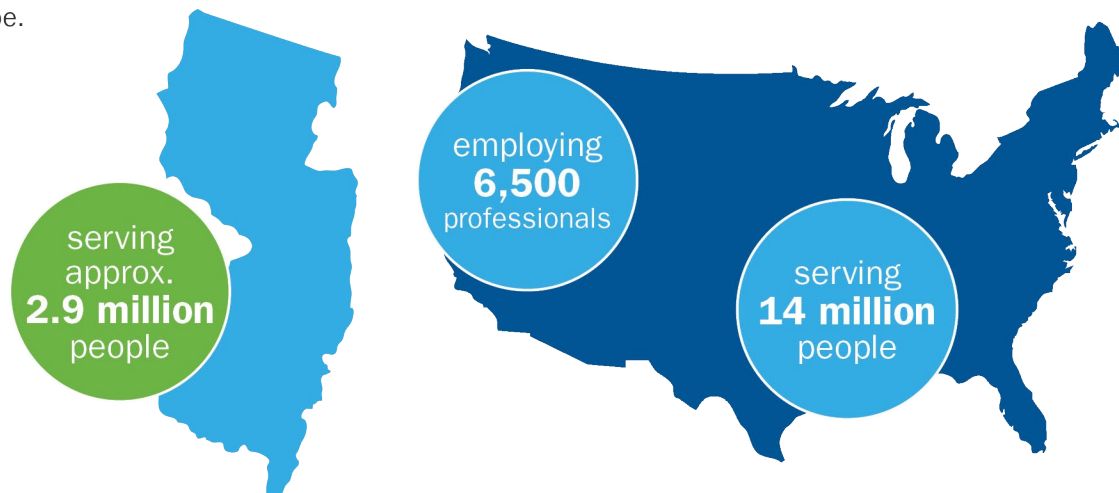 serving
approx.
2.9 million
people
employing
6,500
professionals
serving
14 million
people